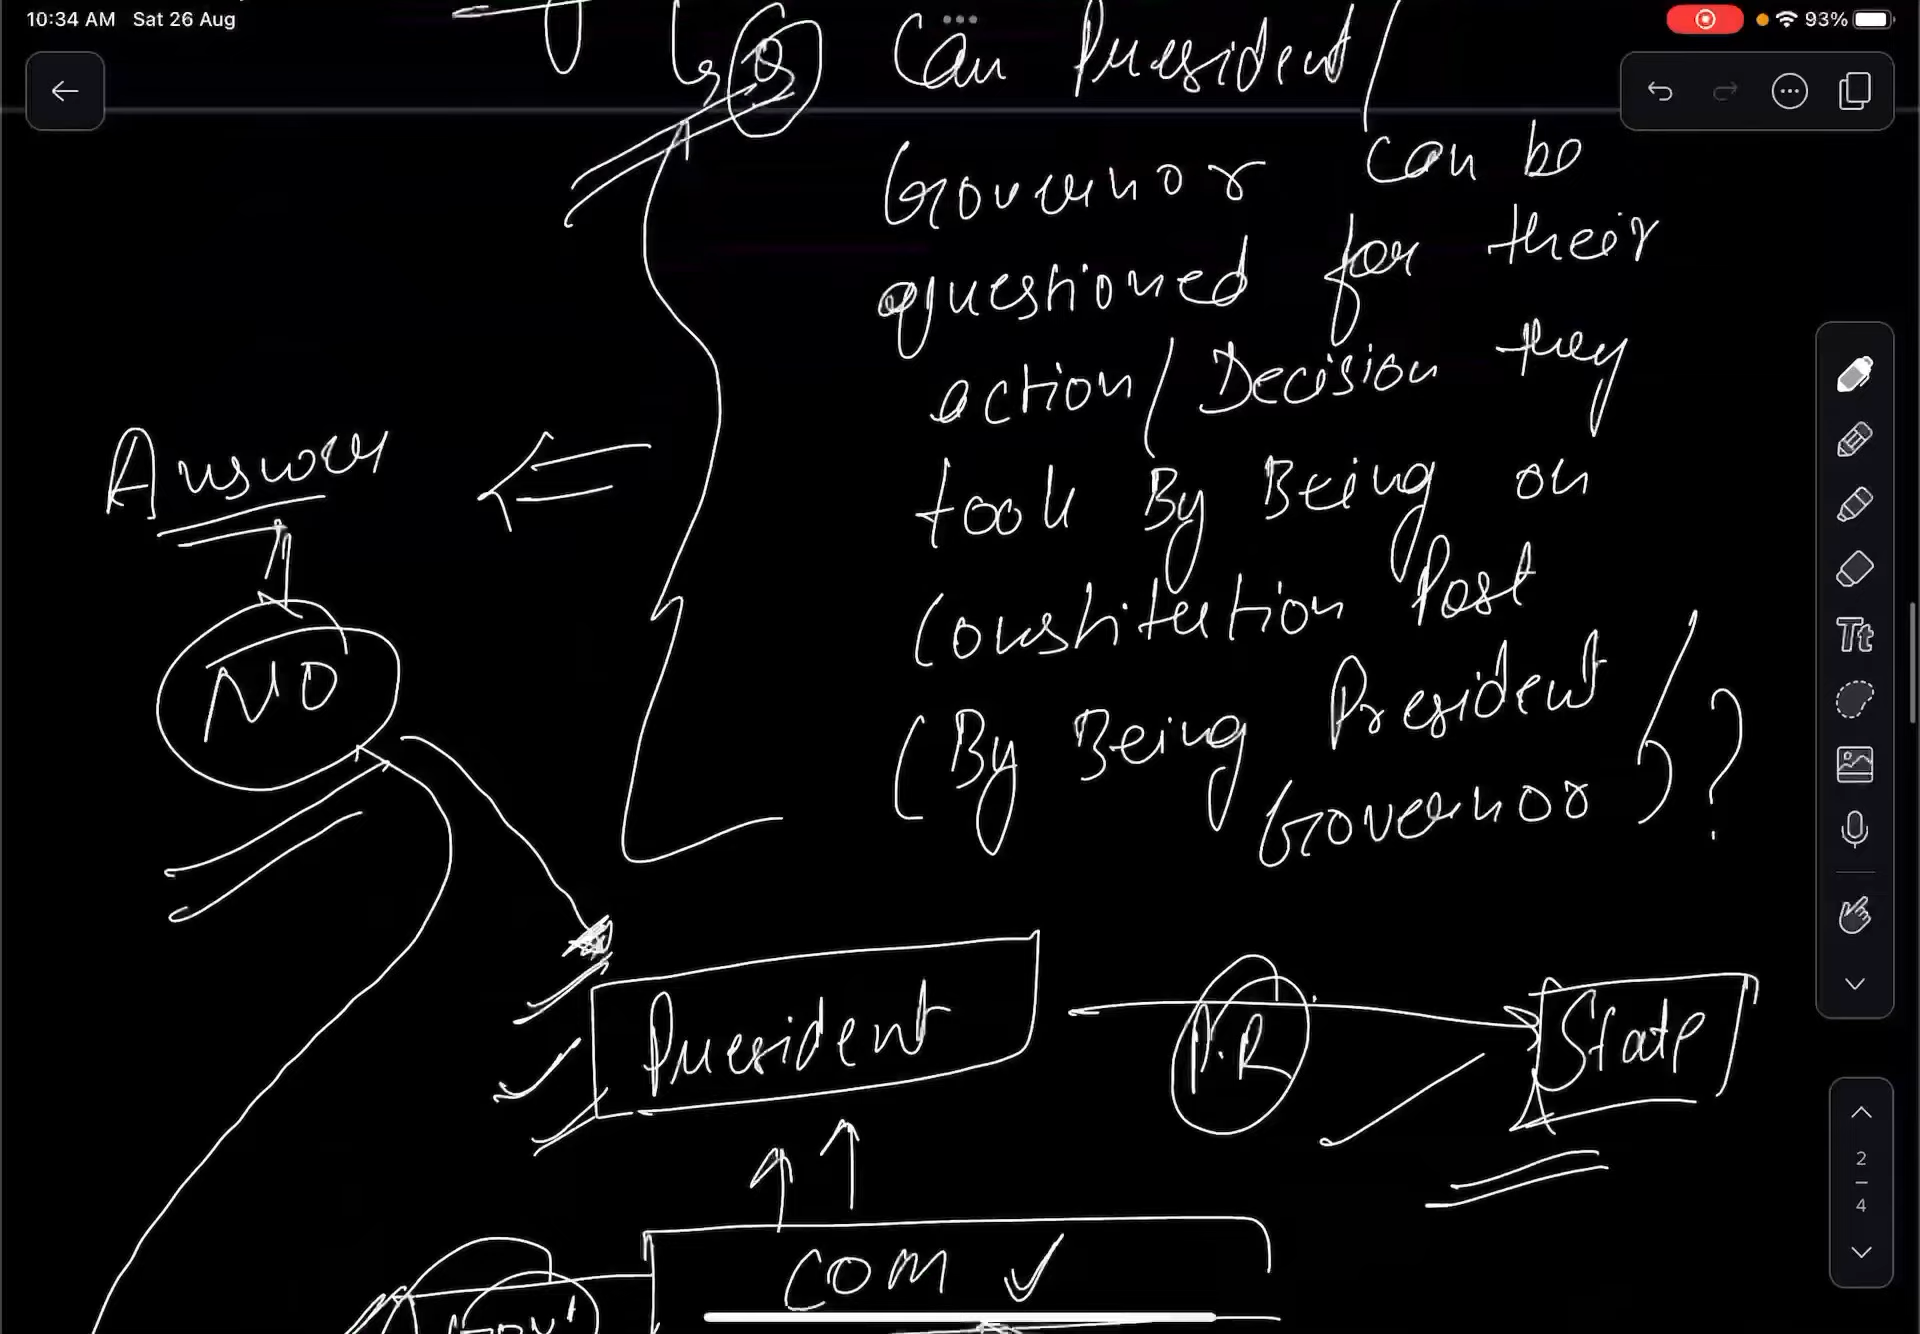 10:34 AM Sat 26 Aug
93%
Q Can President/
Governor can be
questioned for their
action/Decision they
took By Being on
Constitution Post
(By Being President
Governor)?
Answer
NO
President
P.R
State
COM ✓
Tt
2
4